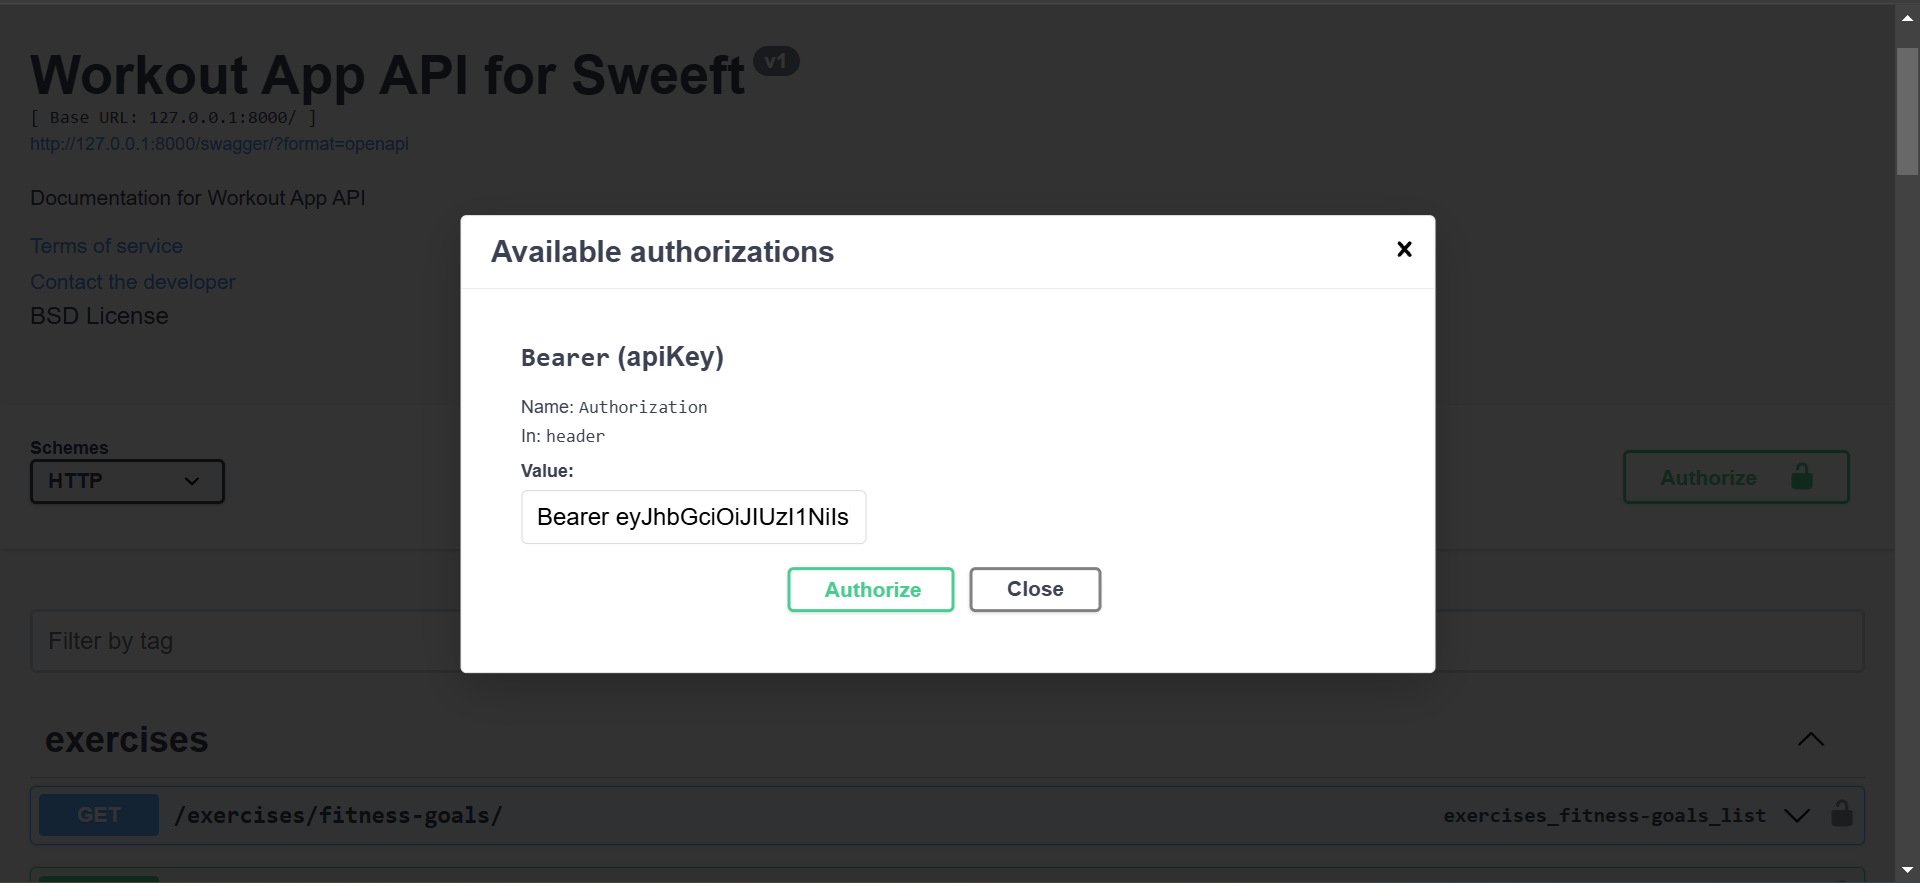 Workout App API for Sweeft v1
[ Base URL: 127.0.0.1:8000/ ]
http://127.0.0.1:8000/swagger/?format=openapi
Documentation for Workout App API
Terms of service
Contact the developer
BSD License
Available authorizations
Bearer (apiKey)
Name: Authorization
In: header
Value:
Bearer eyJhbGciOiJIUzI1NiIs
Authorize
Close
Schemes
HTTP
Authorize
Filter by tag
exercises
GET /exercises/fitness-goals/ exercises_fitness-goals_list